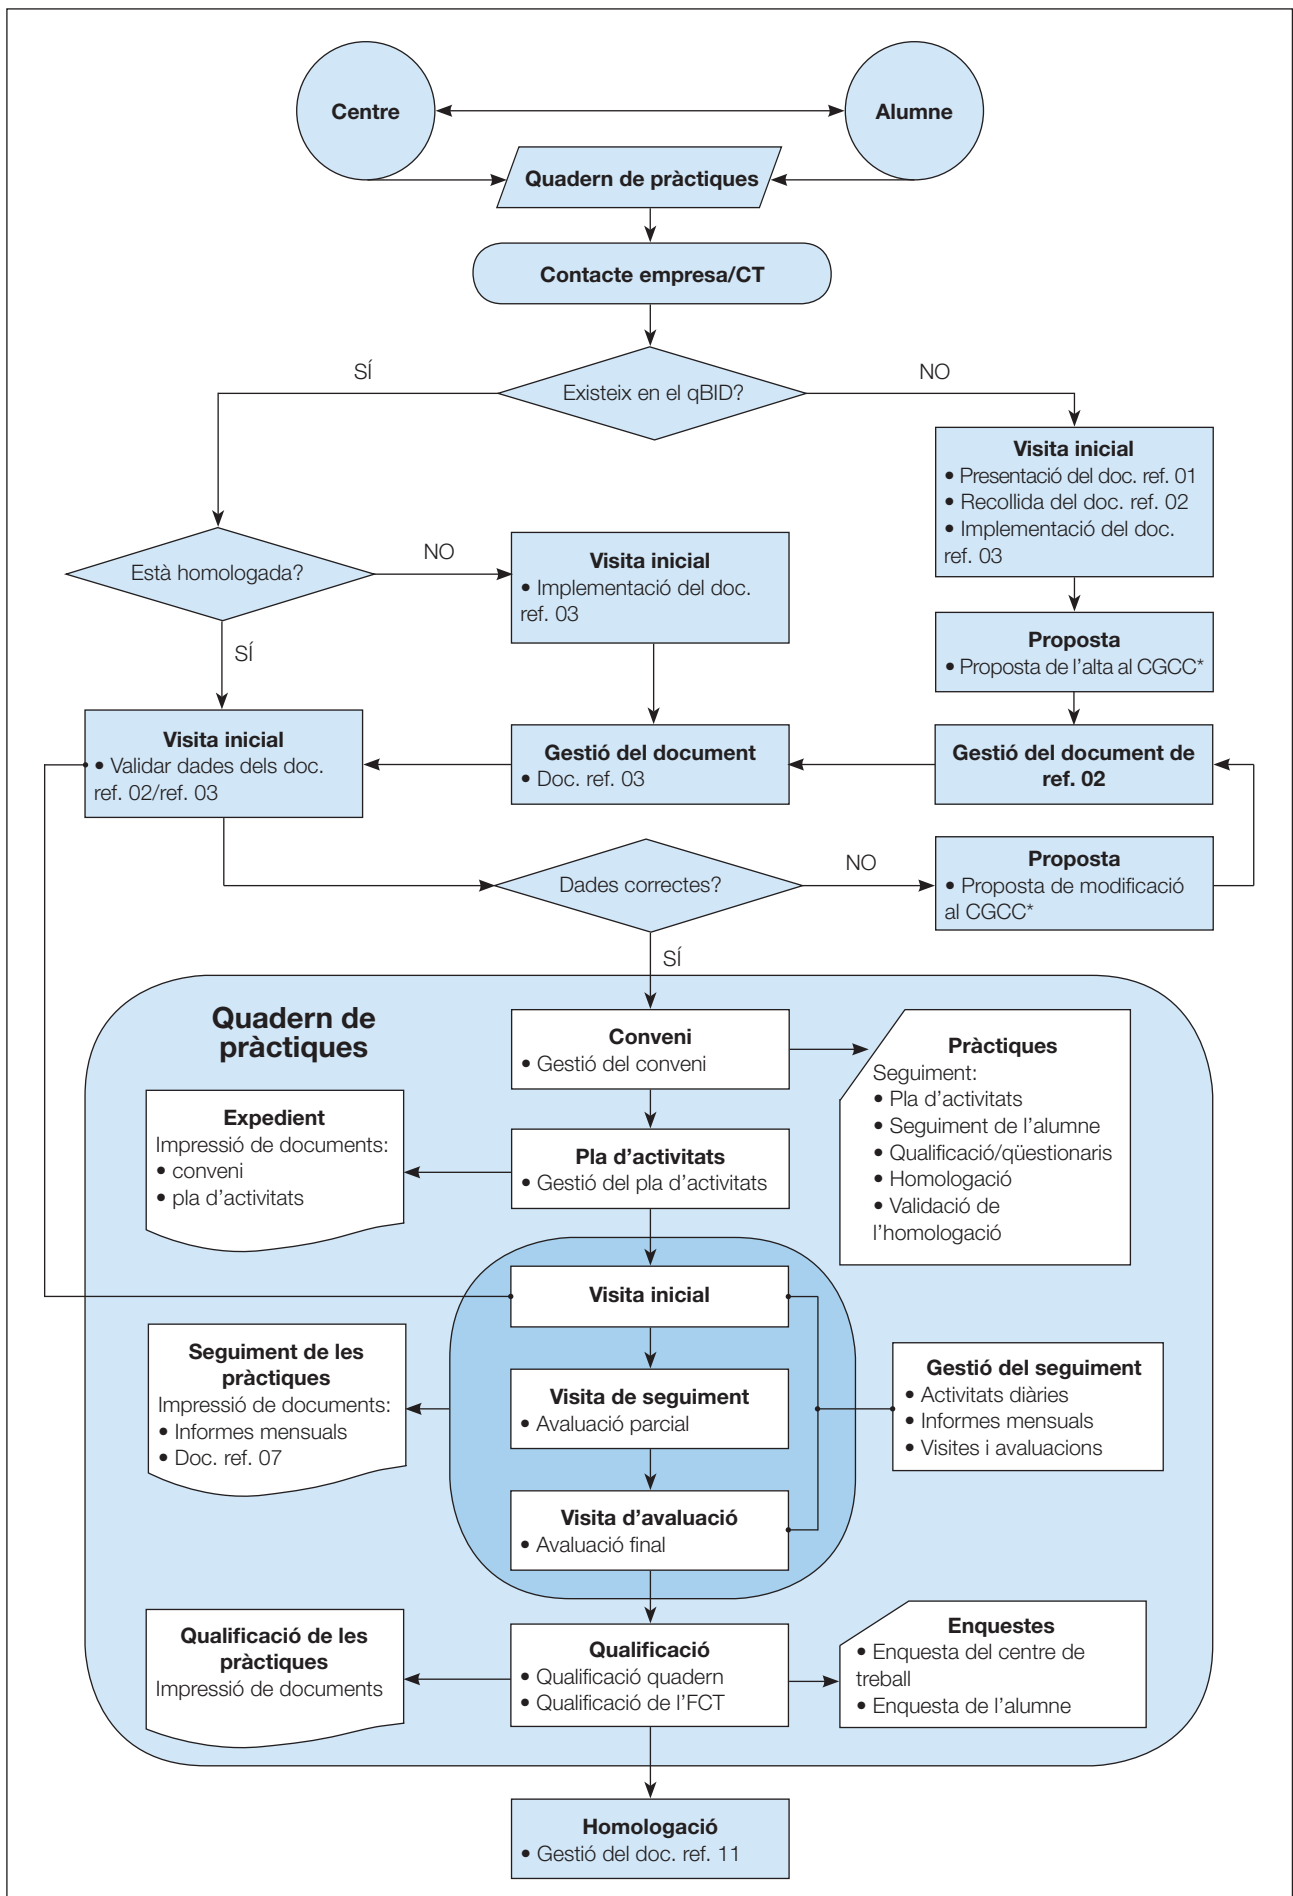 Centre
Alumne
Quadern de pràctiques
Contacte empresa/CT
SÍ
Existeix en el qBID?
NO
Visita inicial
• Presentació del doc. ref. 01
• Recollida del doc. ref. 02
• Implementació del doc.
ref. 03
Està homologada?
NO
Visita inicial
• Implementació del doc.
ref. 03
SÍ
Proposta
• Proposta de l’alta al CGCC*
Visita inicial
• Validar dades dels doc.
ref. 02/ref. 03
Gestió del document
• Doc. ref. 03
Gestió del document de
ref. 02
Dades correctes?
NO
Proposta
• Proposta de modificació
al CGCC*
SÍ
Quadern de
pràctiques
Conveni
• Gestió del conveni
Pràctiques
Seguiment:
• Pla d’activitats
• Seguiment de l’alumne
• Qualificació/qüestionaris
• Homologació
• Validació de
l’homologació
Expedient
Impressió de documents:
• conveni
• pla d’activitats
Pla d’activitats
• Gestió del pla d’activitats
Visita inicial
Seguiment de les
pràctiques
Impressió de documents:
• Informes mensuals
• Doc. ref. 07
Visita de seguiment
• Avaluació parcial
Gestió del seguiment
• Activitats diàries
• Informes mensuals
• Visites i avaluacions
Visita d’avaluació
• Avaluació final
Qualificació de les
pràctiques
Impressió de documents
Qualificació
• Qualificació quadern
• Qualificació de l’FCT
Enquestes
• Enquesta del centre de
treball
• Enquesta de l’alumne
Homologació
• Gestió del doc. ref. 11